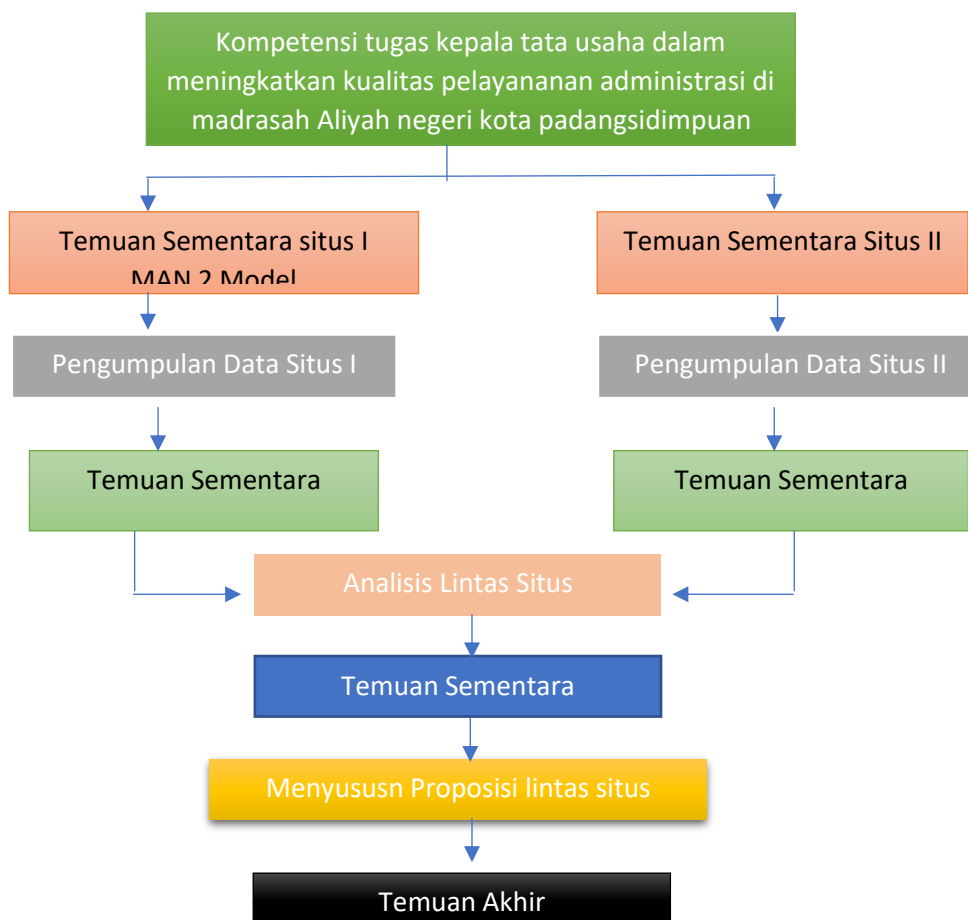 Kompetensi tugas kepala tata usaha dalam
meningkatkan kualitas pelayananan administrasi di
madrasah Aliyah negeri kota padangsidimpuan
Temuan Sementara situs I
MAN 2 Model
Temuan Sementara Situs II
Pengumpulan Data Situs I
Pengumpulan Data Situs II
Temuan Sementara
Temuan Sementara
Analisis Lintas Situs
Temuan Sementara
Menyususn Proposisi lintas situs
Temuan Akhir